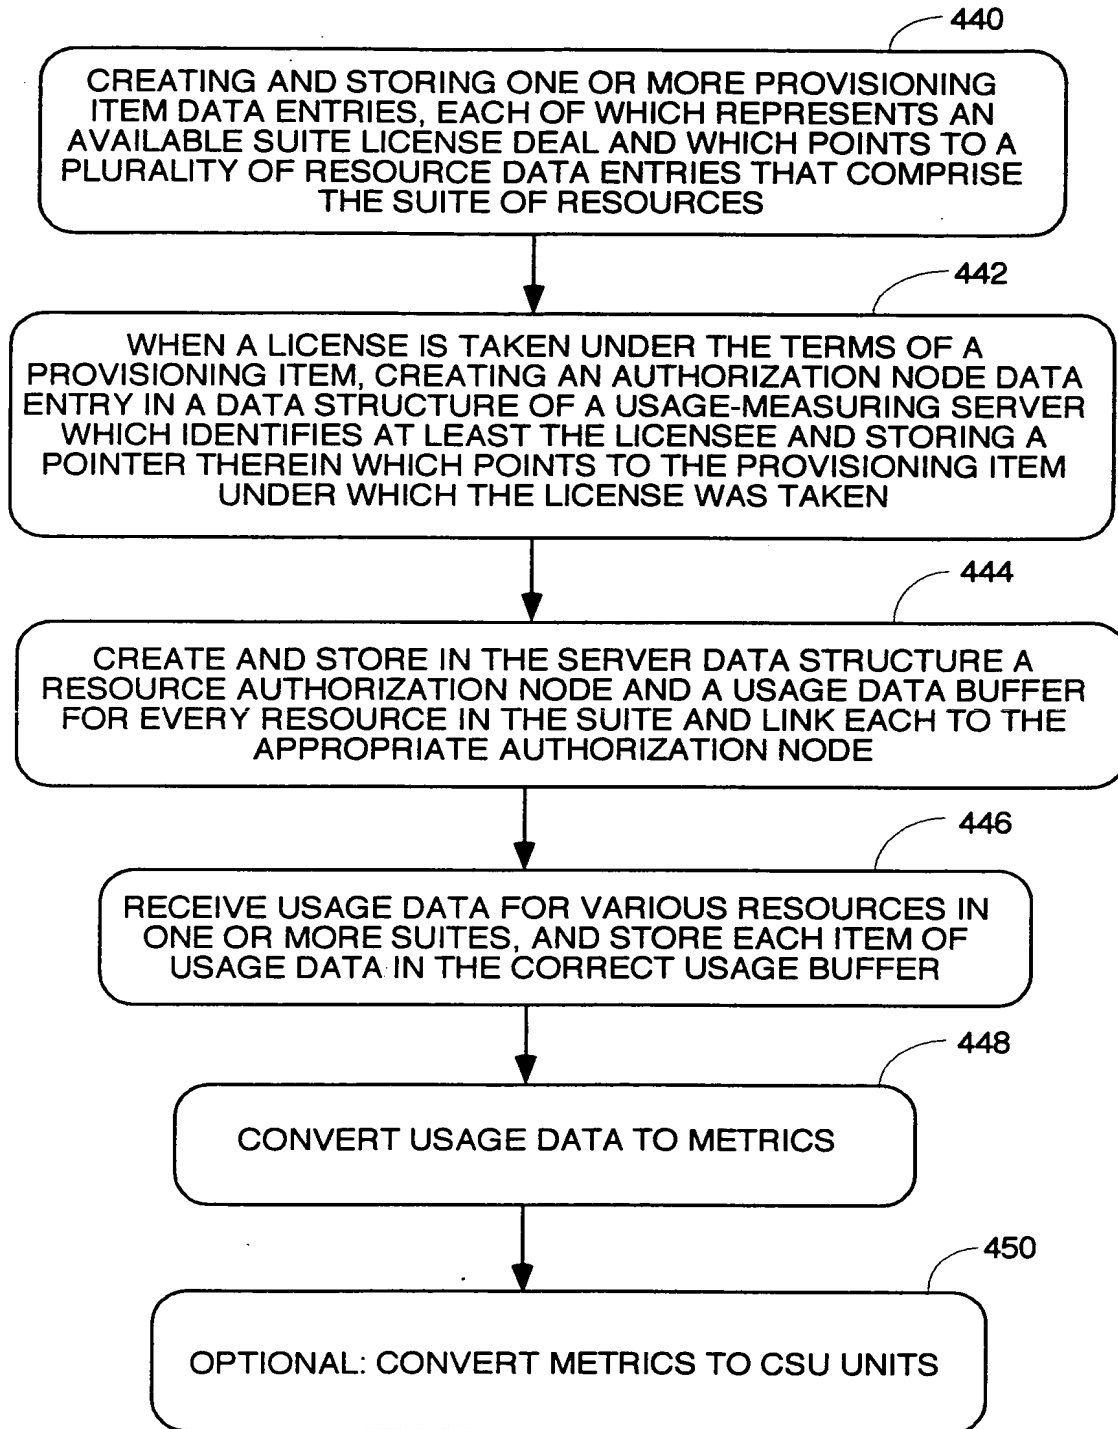 440
CREATING AND STORING ONE OR MORE PROVISIONING
ITEM DATA ENTRIES, EACH OF WHICH REPRESENTS AN
AVAILABLE SUITE LICENSE DEAL AND WHICH POINTS TO A
PLURALITY OF RESOURCE DATA ENTRIES THAT COMPRISE
THE SUITE OF RESOURCES
442
WHEN A LICENSE IS TAKEN UNDER THE TERMS OF A
PROVISIONING ITEM, CREATING AN AUTHORIZATION NODE DATA
ENTRY IN A DATA STRUCTURE OF A USAGE-MEASURING SERVER
WHICH IDENTIFIES AT LEAST THE LICENSEE AND STORING A
POINTER THEREIN WHICH POINTS TO THE PROVISIONING ITEM
UNDER WHICH THE LICENSE WAS TAKEN
444
CREATE AND STORE IN THE SERVER DATA STRUCTURE A
RESOURCE AUTHORIZATION NODE AND A USAGE DATA BUFFER
FOR EVERY RESOURCE IN THE SUITE AND LINK EACH TO THE
APPROPRIATE AUTHORIZATION NODE
446
RECEIVE USAGE DATA FOR VARIOUS RESOURCES IN
ONE OR MORE SUITES, AND STORE EACH ITEM OF
USAGE DATA IN THE CORRECT USAGE BUFFER
448
CONVERT USAGE DATA TO METRICS
450
OPTIONAL: CONVERT METRICS TO CSU UNITS